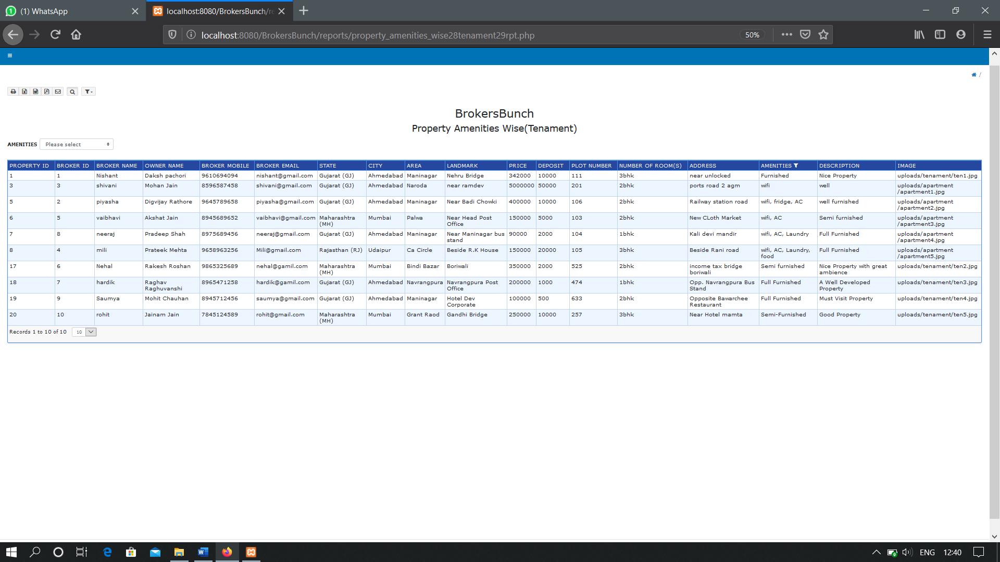 (1) WhatsApp
localhost:8080/BrokersBunch/re
localhost:8080/BrokersBunch/reports/property_amenities_wise28tenament29rpt.php
50%
/
BrokersBunch
Property Amenities Wise(Tenament)
AMENITIES Please select
PROPERTY ID BROKER ID BROKER NAME OWNER NAME BROKER MOBILE BROKER EMAIL STATE CITY AREA LANDMARK PRICE DEPOSIT PLOT NUMBER NUMBER OF ROOM(S) ADDRESS AMENITIES DESCRIPTION IMAGE
1 1 Nishant Daksh pachori 9610694094 nishant@gmail.com Gujarat (GJ) Ahmedabad Maninagar Nehru Bridge 342000 10000 111 3bhk near unlocked Furnished Nice Property uploads/tenament/ten1.jpg
3 3 shivani Mohan Jain 8596587458 shivani@gmail.com Gujarat (GJ) Ahmedabad Naroda near ramdev 5000000 50000 201 2bhk ports road 2 agm wifi well uploads/apartment
/apartment1.jpg
5 2 piyasha Digvijay Rathore 9645789658 piyasha@gmail.com Gujarat (GJ) Ahmedabad Maninagar Near Badi Chowki 400000 10000 106 2bhk Railway station road wifi, fridge, AC well furnished uploads/apartment
/apartment2.jpg
6 5 vaibhavi Akshat Jain 8945689652 vaibhavi@gmail.com Maharashtra Mumbai Palwa Near Head Post 150000 5000 103 2bhk New CLoth Market wifi, AC Semi furnished uploads/apartment
(MH) Office /apartment3.jpg
7 8 neeraj Pradeep Shah 8975689456 neeraj@gmail.com Gujarat (GJ) Ahmedabad Maninagar Near Maninagar bus 90000 2000 104 1bhk Kali devi mandir wifi, AC, Laundry Full Furnished uploads/apartment
stand /apartment4.jpg
8 4 mili Prateek Mehta 9658963256 Mili@gmail.com Rajasthan (RJ) Udaipur Ca Circle Beside R.K House 150000 20000 105 3bhk Beside Rani road wifi, AC, Laundry, Full Furnished uploads/apartment
food /apartment5.jpg
17 6 Nehal Rakesh Roshan 9865325689 nehal@gamil.com Maharashtra Mumbai Bindi Bazar Boriwali 350000 2000 525 2bhk income tax bridge Semi furnished Nice Property with great uploads/tenament/ten2.jpg
(MH) boriwali ambience
18 7 hardik Raghav 8965471258 hardik@gamil.com Gujarat (GJ) Ahmedabad Navrangpura Navrangpura Post 200000 1000 474 1bhk Opp. Navrangpura Bus Full Furnished A Well Developed uploads/tenament/ten3.jpg
Raghuvanshi Office Stand Property
19 9 Saumya Mohit Chauhan 8945712456 saumya@gmail.com Gujarat (GJ) Ahmedabad Maninagar Hotel Dev 100000 500 633 2bhk Opposite Bawarchee Full Furnished Must Visit Property uploads/tenament/ten4.jpg
Corporate Restaurant
20 10 rohit Jainam Jain 7845124589 rohit@gmail.com Maharashtra Mumbai Grant Raod Gandhi Bridge 250000 10000 257 3bhk Near Hotel mamta Semi-Furnished Good Property uploads/tenament/ten5.jpg
(MH)
Records 1 to 10 of 10 10
ENG 12:40